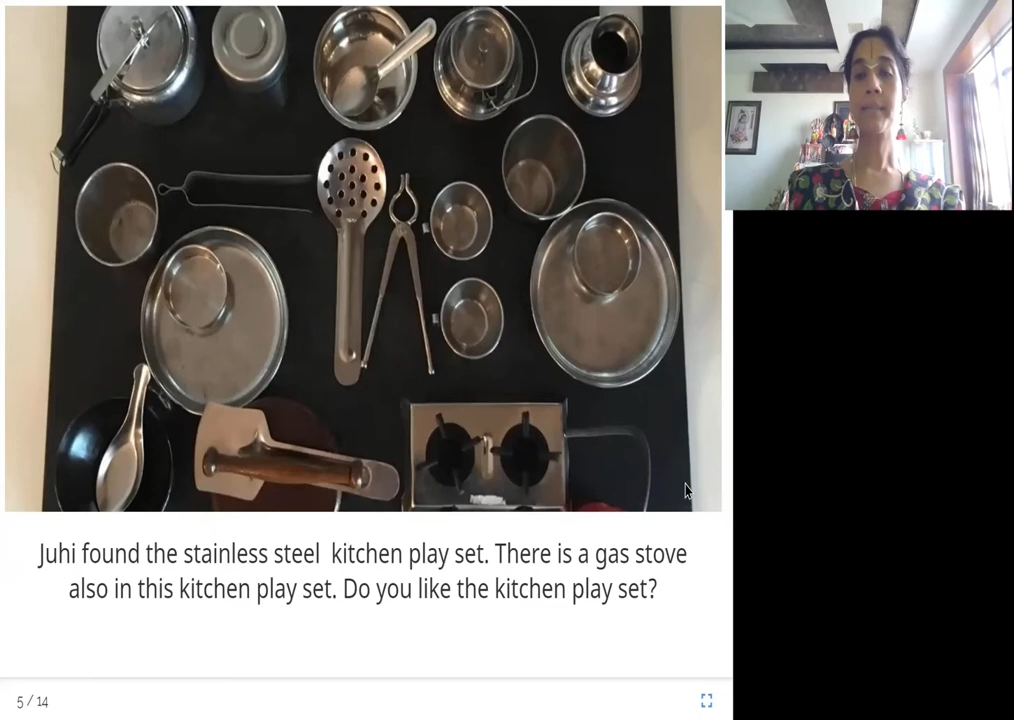 Juhi found the stainless steel  kitchen play set. There is a gas stove
also in this kitchen play set. Do you like the kitchen play set?
5 / 14